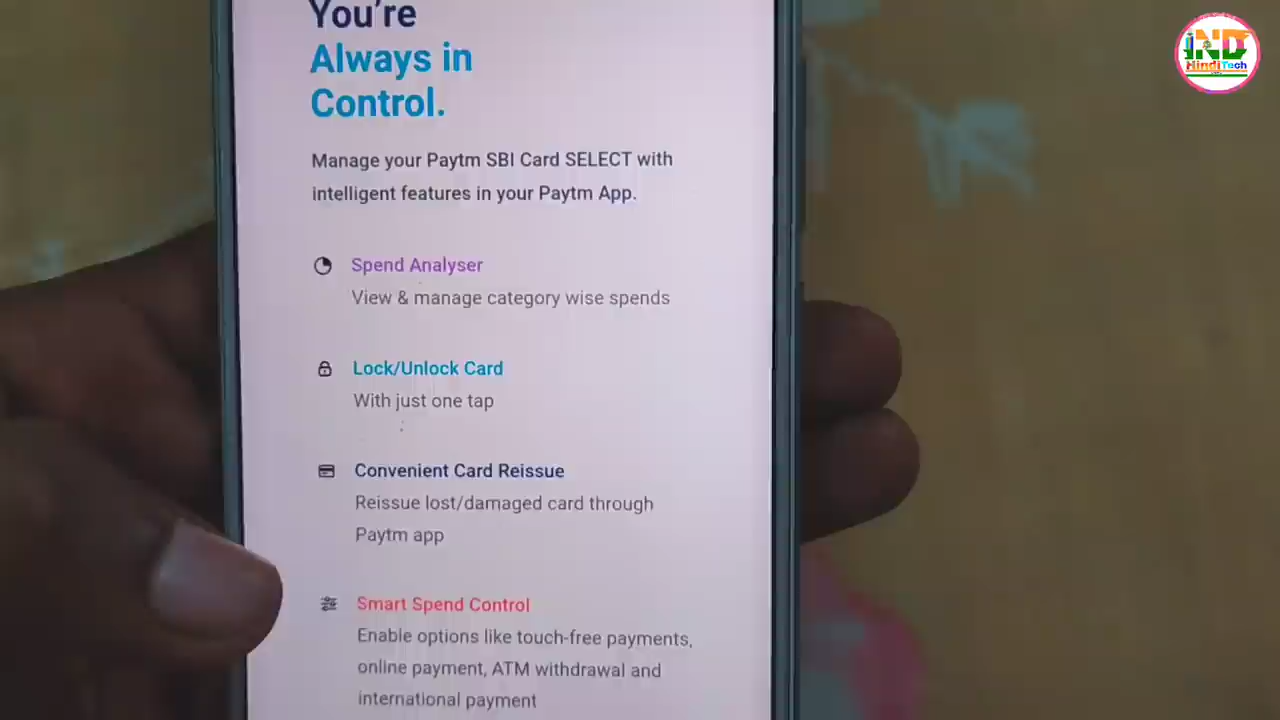 You're
Always in
Control.
Manage your Paytm SBI Card SELECT with
intelligent features in your Paytm App.
Spend Analyser
View & manage category wise spends
Lock/Unlock Card
With just one tap
Convenient Card Reissue
Reissue lost/damaged card through
Paytm app
Smart Spend Control
Enable options like touch-free payments,
online payment, ATM withdrawal and
international payment
iND
HindiTech